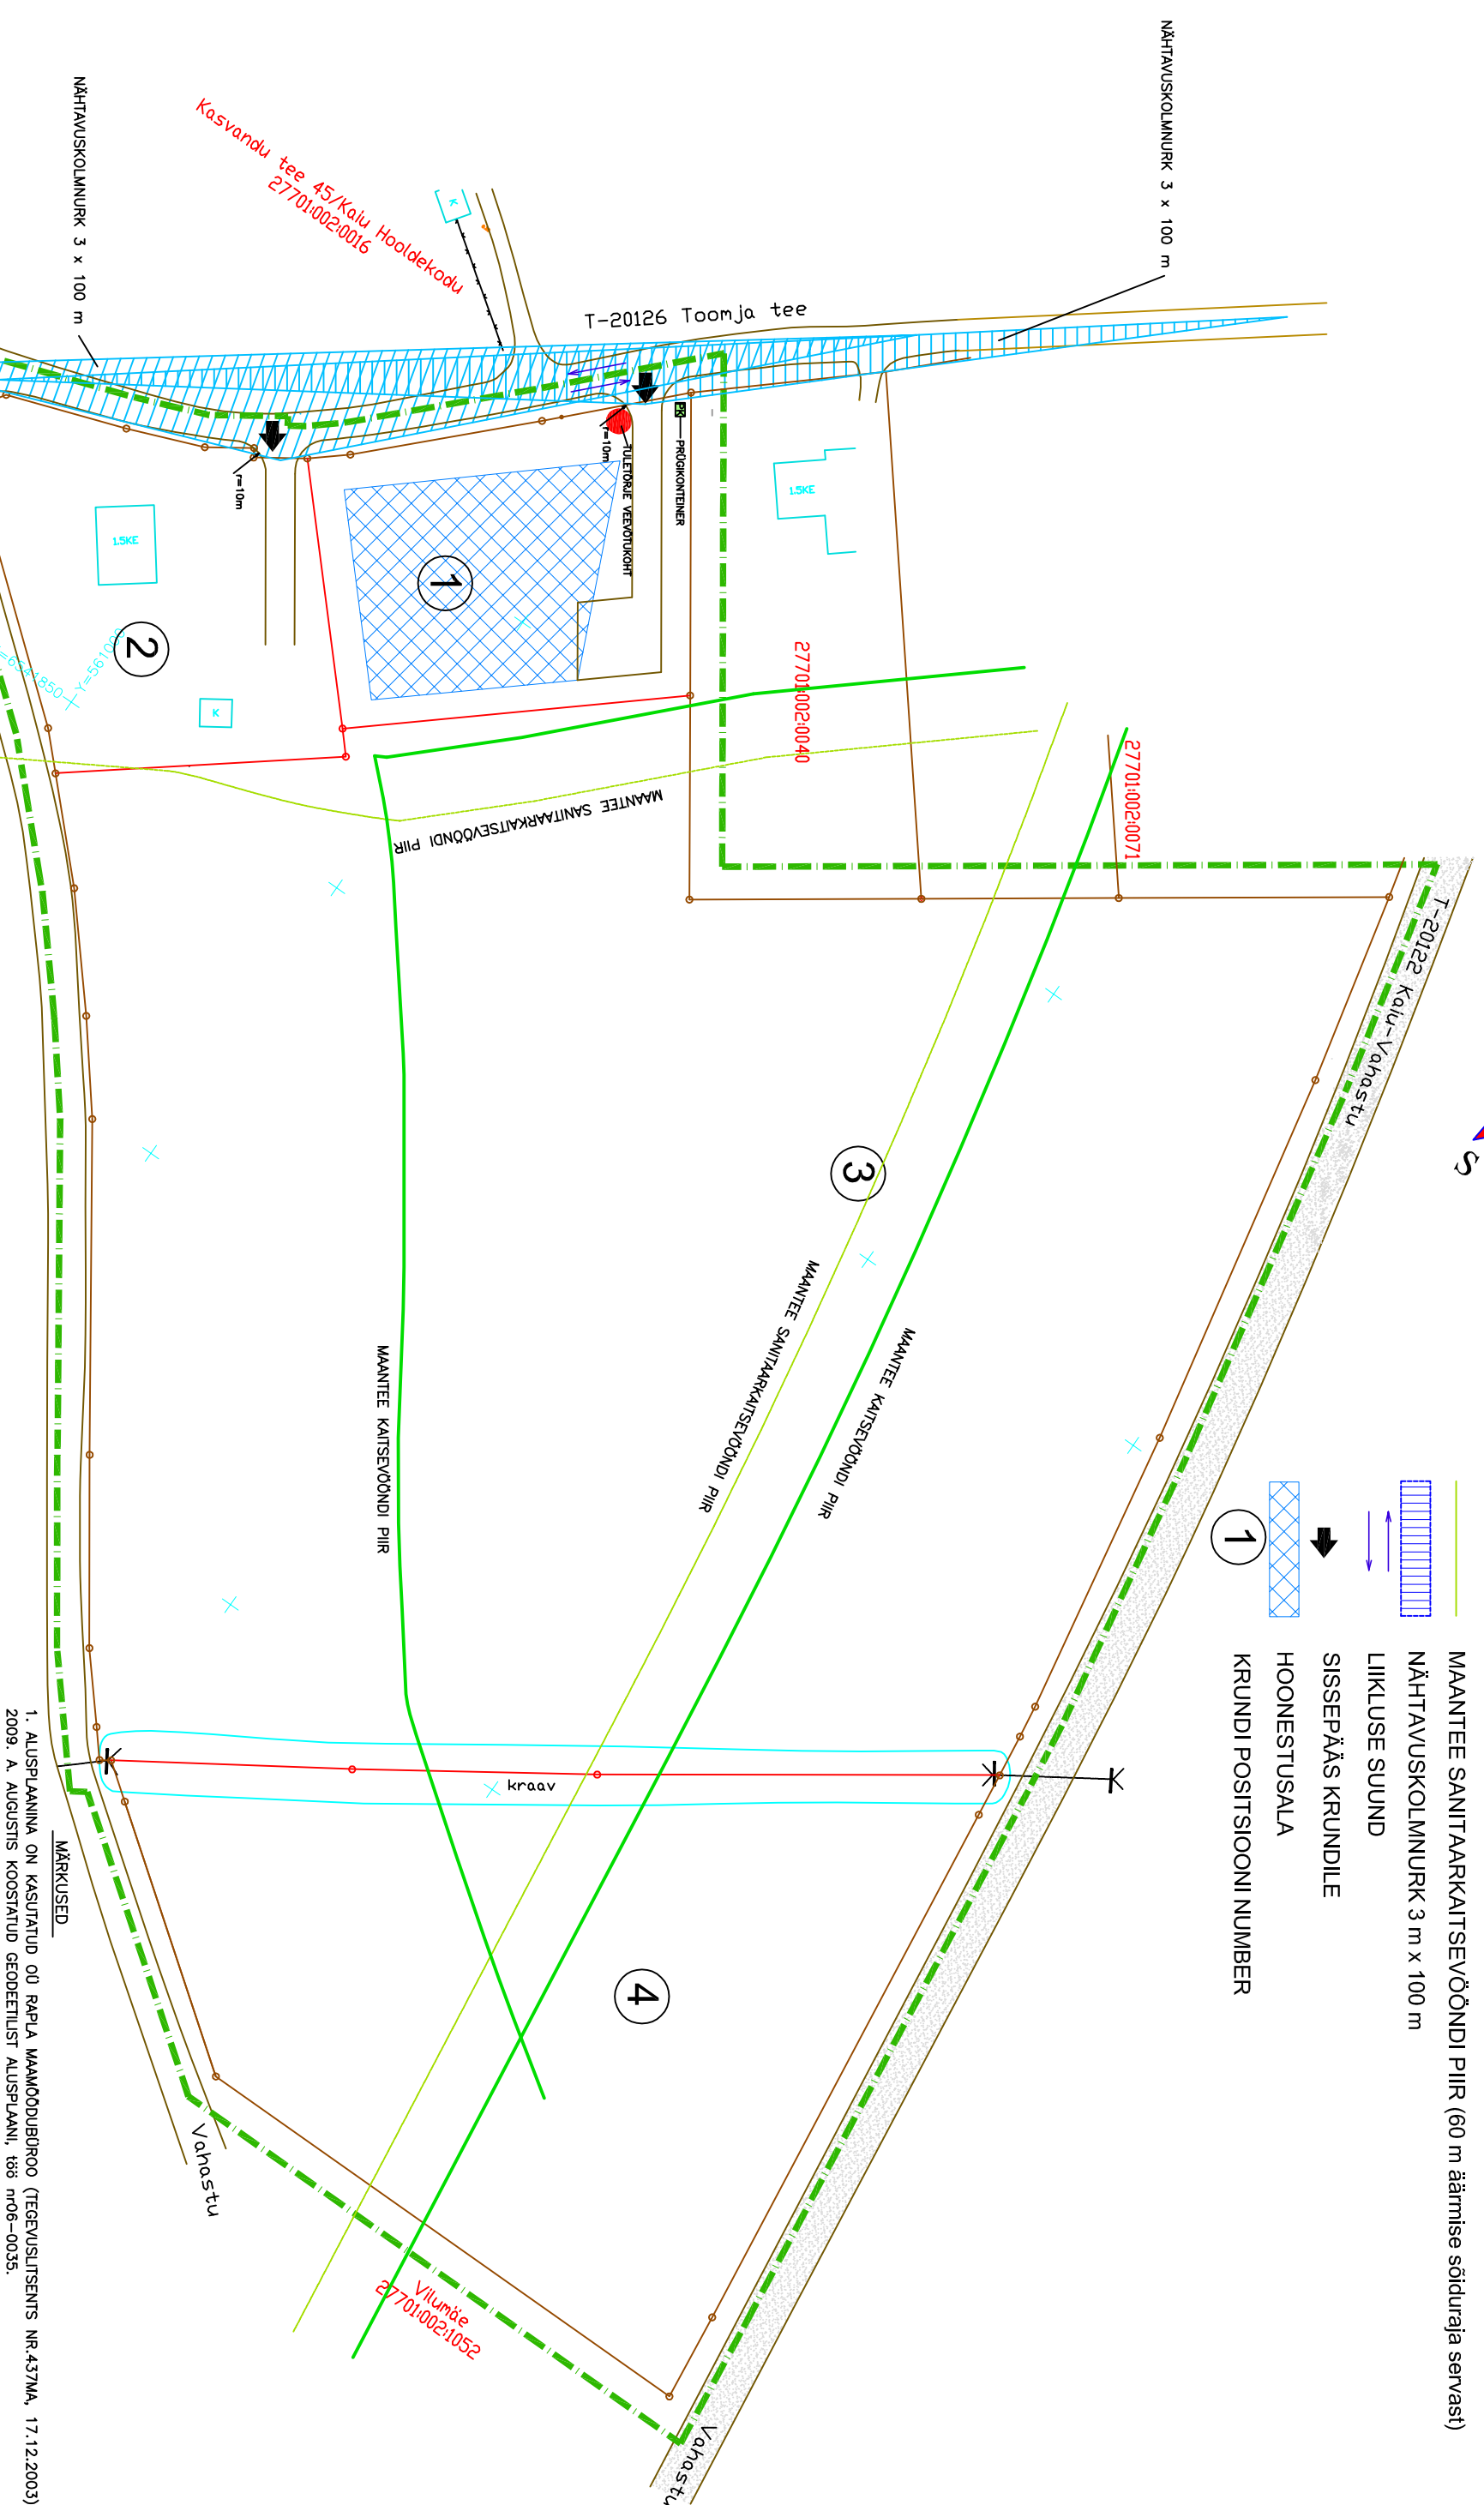 NÄHTAVUSKOLMNURK 3 x 100 m
NÄHTAVUSKOLMNURK 3 x 100 m
Kasvandu tee 45/Kaiu Hooldekodu
27701:002:0016
K
T-20126 Toomja tee
PK
PRÜGIKONTEINER
TULETÕRJE VEEVÕTUKOHT
r=10m
r=10m
1.5KE
1.5KE
1
2
K
Y=561000
=6541850
27701:002:0040
27701:002:0071
MAANTEE SANITAARKAITSEVÖÖNDI PIIR
T-20122 Kaiu-Vahastu
S
3
MAANTEE SANITAARKAITSEVÖÖNDI PIIR
MAANTEE KAITSEVÖÖNDI PIIR
MAANTEE KAITSEVÖÖNDI PIIR
MAANTEE SANITAARKAITSEVÖÖNDI PIIR (60 m äärmise sõiduraja servast)
NÄHTAVUSKOLMNURK 3 m x 100 m
LIIKLUSE SUUND
SISSEPÄÄS KRUNDILE
HOONESTUSALA
1
KRUNDI POSITSIOONI NUMBER
kraav
4
Vahastu
Vilumäe
27701:002:1052
Vahastu
MÄRKUSED
1. ALUSPLAANINA ON KASUTATUD OÜ RAPLA MAAMÕÕDUBÜROO (TEGEVUSLITSENTS NR.437MA, 17.12.2003)
2009. A. AUGUSTIS KOOSTATUD GEODEETILIST ALUSPLAANI, töö nr06-0035.